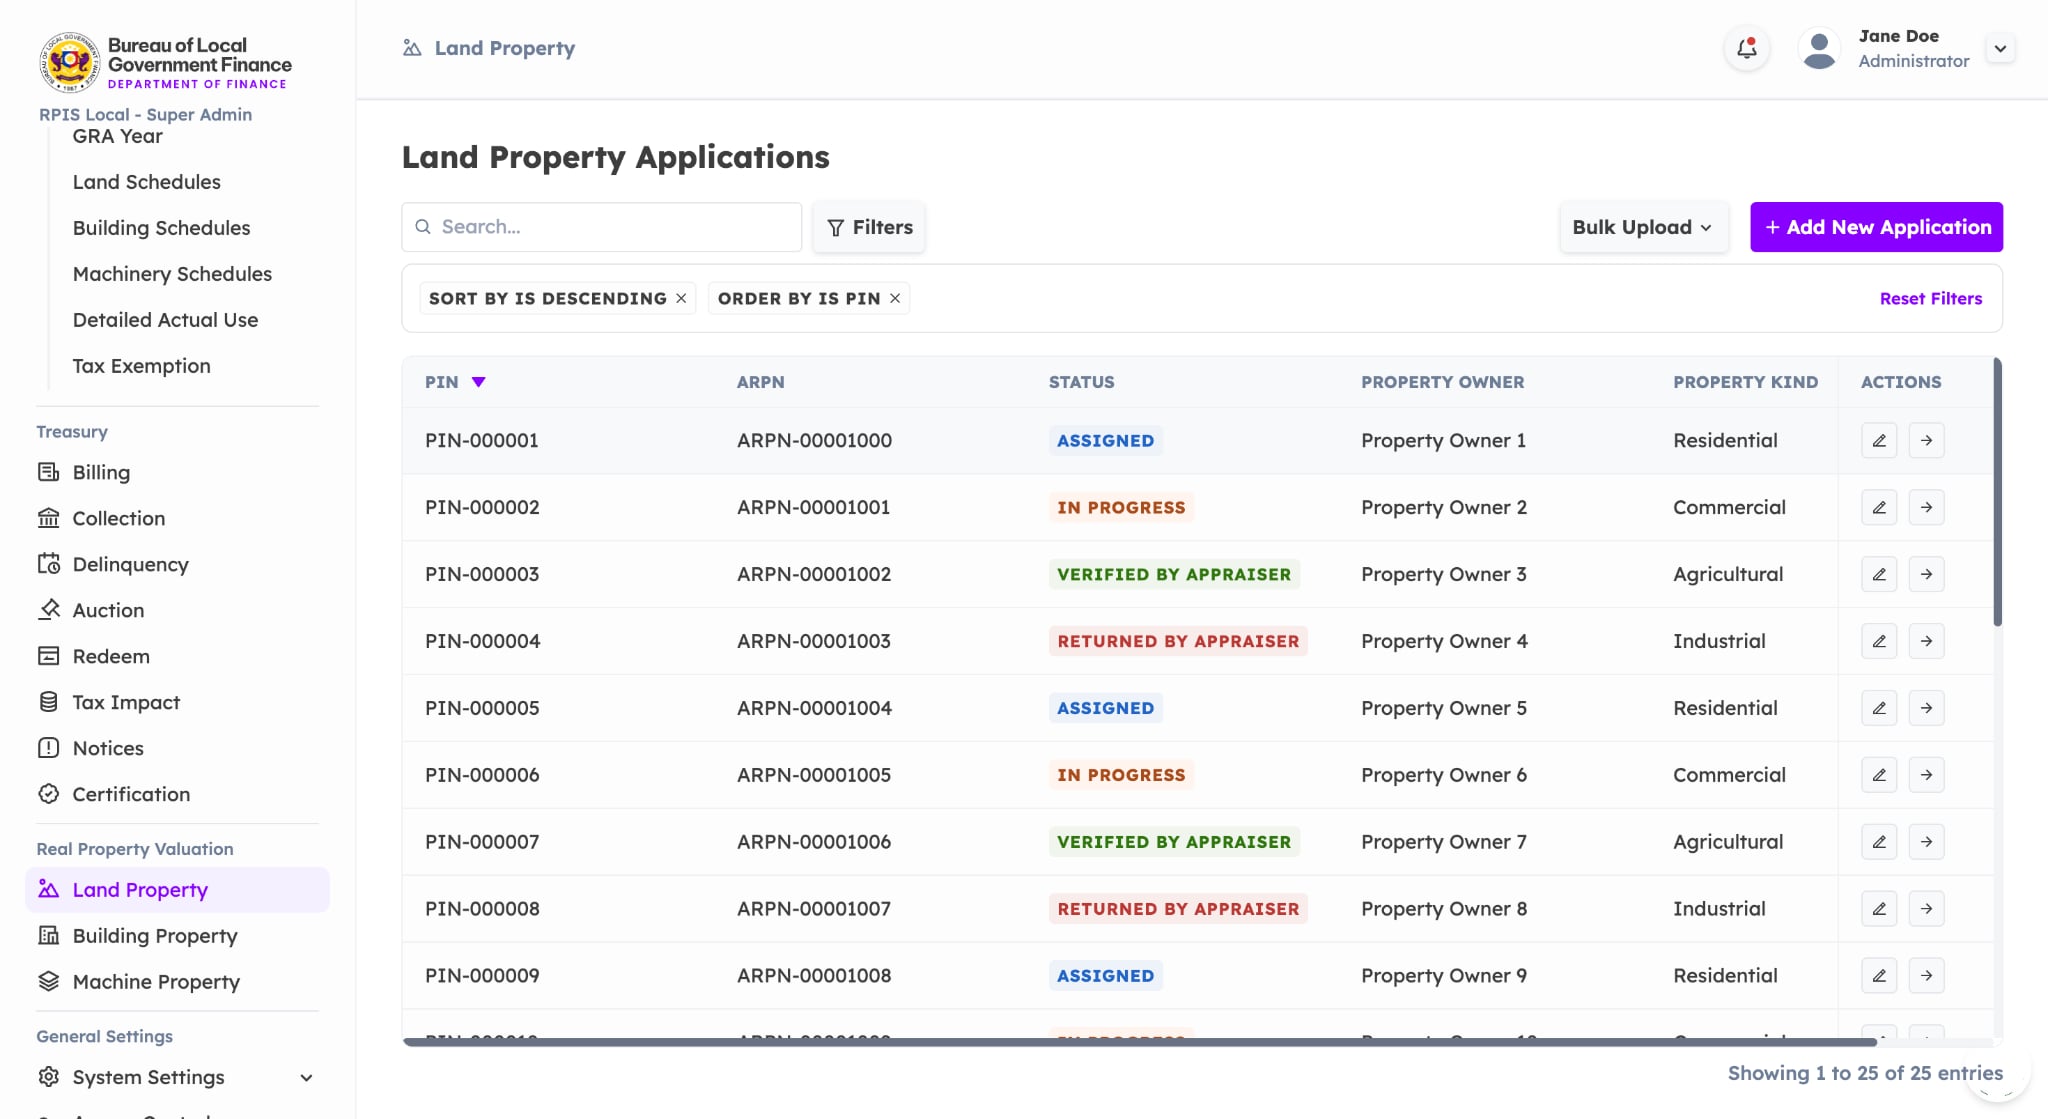 Bureau of Local
Government Finance
DEPARTMENT OF FINANCE
RPIS Local - Super Admin
GRA Year
Land Schedules
Building Schedules
Machinery Schedules
Detailed Actual Use
Tax Exemption
Treasury
Billing
Collection
Delinquency
Auction
Redeem
Tax Impact
Notices
Certification
Real Property Valuation
Land Property
Building Property
Machine Property
General Settings
System Settings
Land Property
Jane Doe
Administrator
Land Property Applications
Search...
Filters
Bulk Upload
+ Add New Application
SORT BY IS DESCENDING ×
ORDER BY IS PIN ×
Reset Filters
PIN ARPN STATUS PROPERTY OWNER PROPERTY KIND ACTIONS
PIN-000001 ARPN-00001000 ASSIGNED Property Owner 1 Residential
PIN-000002 ARPN-00001001 IN PROGRESS Property Owner 2 Commercial
PIN-000003 ARPN-00001002 VERIFIED BY APPRAISER Property Owner 3 Agricultural
PIN-000004 ARPN-00001003 RETURNED BY APPRAISER Property Owner 4 Industrial
PIN-000005 ARPN-00001004 ASSIGNED Property Owner 5 Residential
PIN-000006 ARPN-00001005 IN PROGRESS Property Owner 6 Commercial
PIN-000007 ARPN-00001006 VERIFIED BY APPRAISER Property Owner 7 Agricultural
PIN-000008 ARPN-00001007 RETURNED BY APPRAISER Property Owner 8 Industrial
PIN-000009 ARPN-00001008 ASSIGNED Property Owner 9 Residential
Showing 1 to 25 of 25 entries